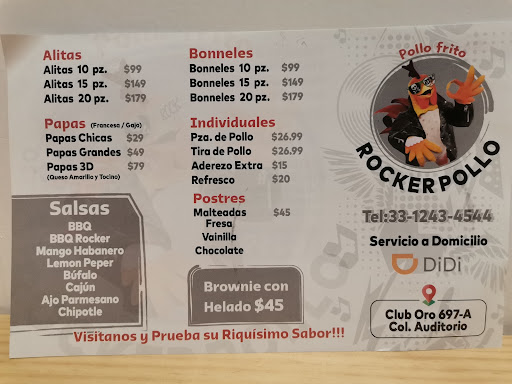 Alitas
Alitas 10 pz. $99
Alitas 15 pz. $149
Alitas 20 pz. $179
Papas (Francesa / Gajo)
Papas Chicas $29
Papas Grandes $49
Papas 3D $79
(Queso Amarilla y Tocino)
Salsas
BBQ
BBQ Rocker
Mango Habanero
Lemon Peper
Búfalo
Cajún
Ajo Parmesano
Chipotle
Bonneles
Bonneles 10 pz. $99
Bonneles 15 pz. $149
Bonneles 20 pz. $179
Individuales
Pza. de Pollo $26.99
Tira de Pollo $26.99
Aderezo Extra $15
Refresco $20
Postres
Malteadas $45
Fresa
Vainilla
Chocolate
Brownie con
Helado $45
Pollo frito
ROCKER POLLO
Tel:33-1243-4544
Servicio a Domicilio
DiDi
Club Oro 697-A
Col. Auditorio
Visitanos y Prueba su Riquísimo Sabor!!!